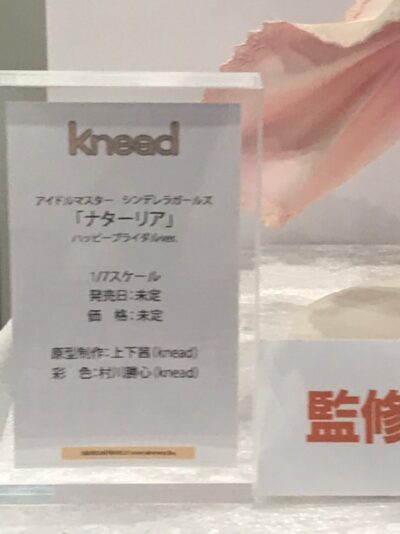 knead
アイドルマスター シンデレラガールズ
「ナターリア」
ハッピーブライダルver.
1/7スケール
発売日:未定
価 格:未定
原型制作:上下茜(knead)
彩 色:村川勝心(knead)
監修